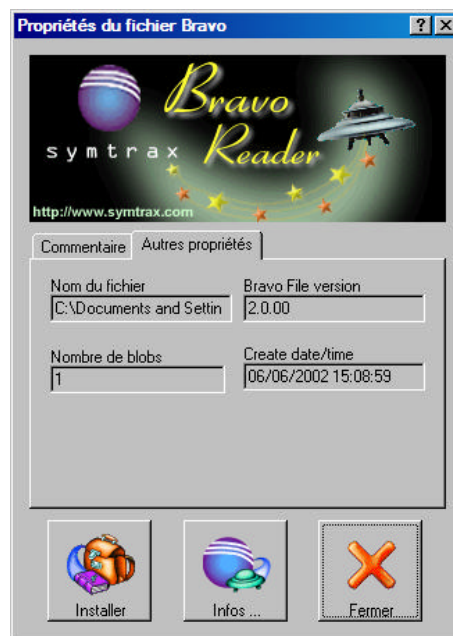 Propriétés du fichier Bravo
Bravo
symtrax Reader
http://www.symtrax.com
Commentaire Autres propriétés
Nom du fichier Bravo File version
C:\Documents and Settin 2.0.00
Nombre de blobs Create date/time
1 06/06/2002 15:08:59
Installer Infos ... Fermer